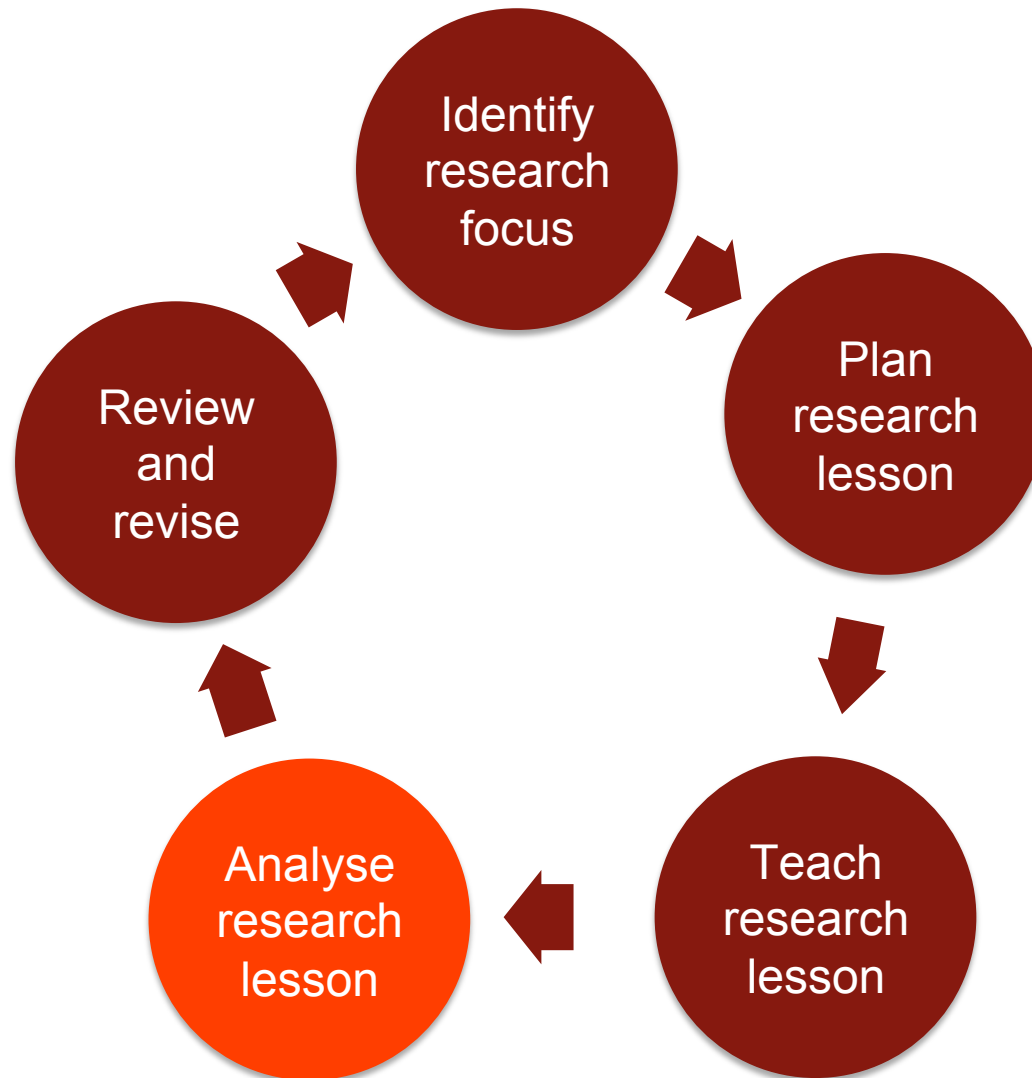 Identify
research
focus
Plan
research
lesson
Teach
research
lesson
Analyse
research
lesson
Review
and
revise